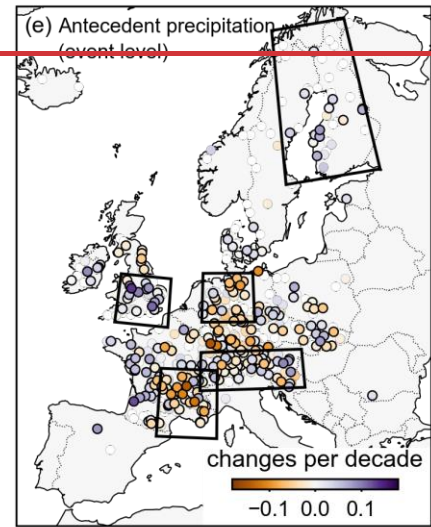 (e) Antecedent precipitation
(event level)
changes per decade
−0.1 0.0 0.1